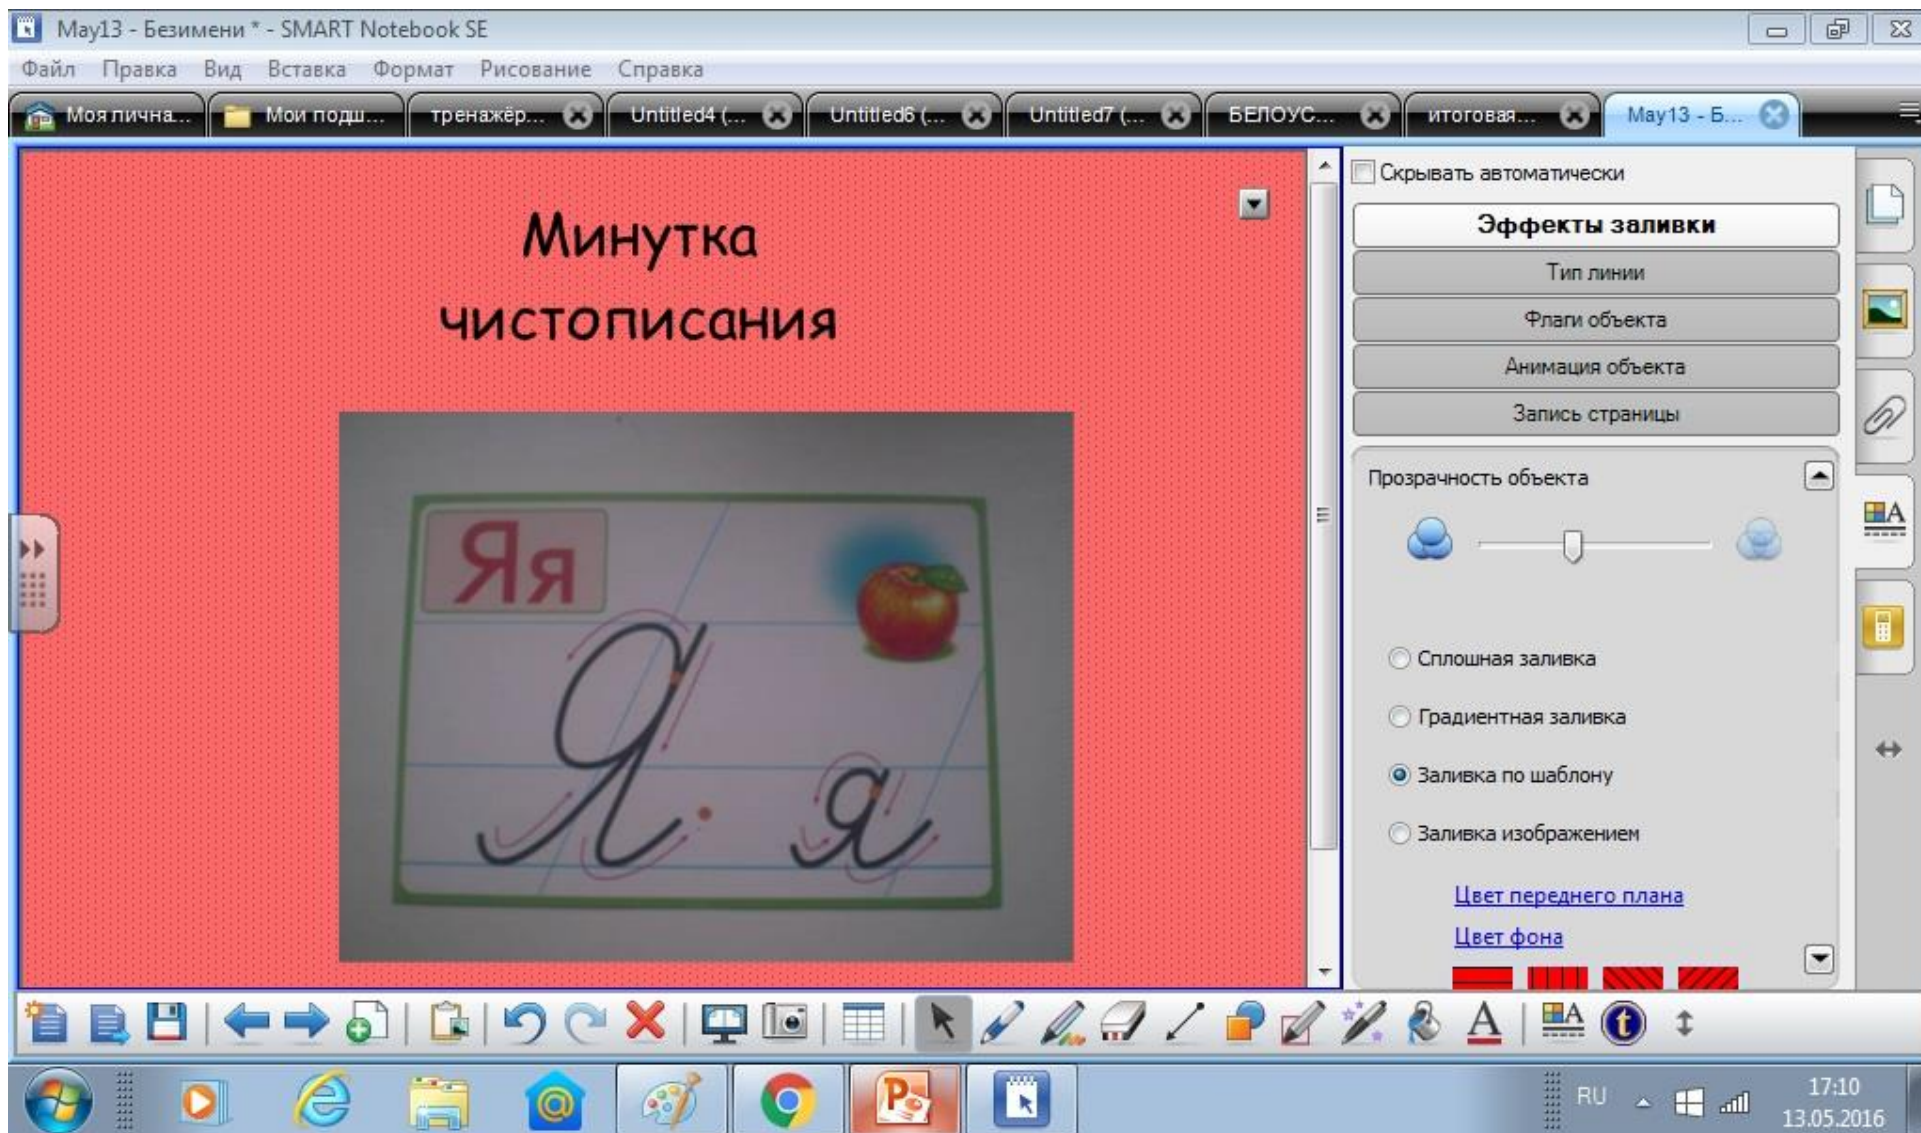 May13 - Безимени * - SMART Notebook SE
Файл Правка Вид Вставка Формат Рисование Справка
Моя лична... Мои подш... тренажёр... Untitled4 (... Untitled6 (... Untitled7 (... БЕЛОУС... итоговая... May13 - Б...
Минутка
чистописания
Яя
Я я
Скрывать автоматически
Эффекты заливки
Тип линии
Флаги объекта
Анимация объекта
Запись страницы
Прозрачность объекта
Сплошная заливка
Градиентная заливка
Заливка по шаблону
Заливка изображением
Цвет переднего плана
Цвет фона
RU
17:10
13.05.2016